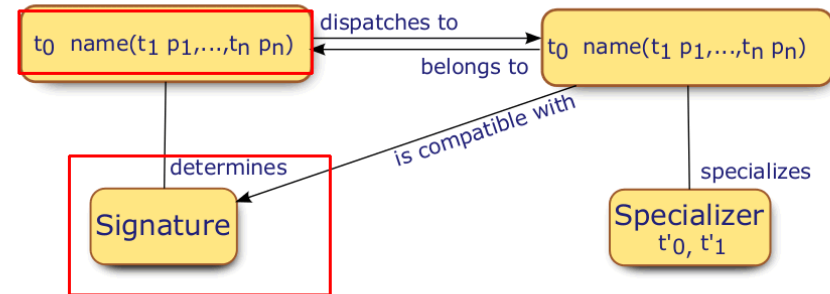 dispatches to
t0 name(t1 p1,...,tn pn)
t0 name(t1 p1,...,tn pn)
belongs to
is compatible with
determines
specializes
Signature
Specializer
t'0, t'1